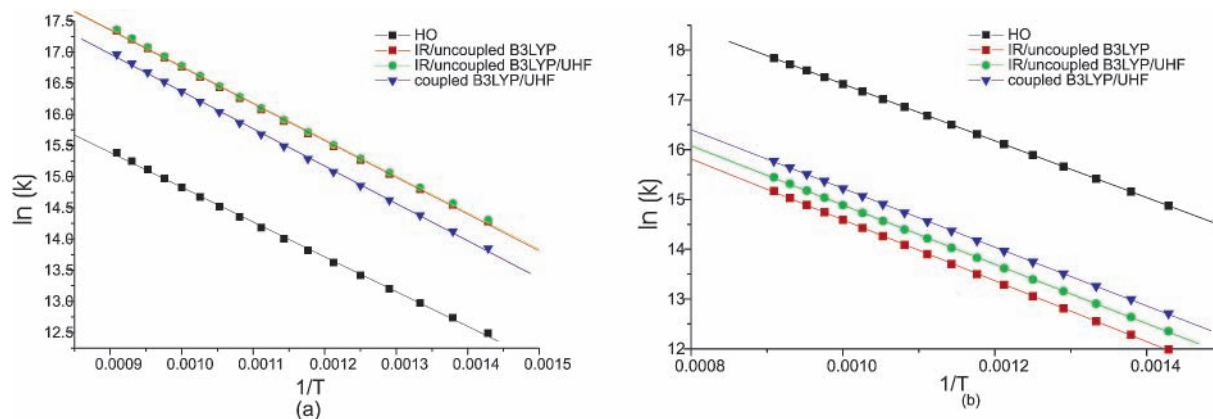 HO
IR/uncoupled B3LYP
IR/uncoupled B3LYP/UHF
coupled B3LYP/UHF
17.5
17.0
16.5
16.0
15.5
15.0
14.5
14.0
13.5
13.0
12.5
ln (k)
0.0009
0.0010
0.0011
0.0012
0.0013
0.0014
0.0015
1/T
(a)
HO
IR/uncoupled B3LYP
IR/uncoupled B3LYP/UHF
coupled B3LYP/UHF
18
17
16
15
14
13
12
ln (k)
0.0008
0.0010
0.0012
0.0014
1/T
(b)